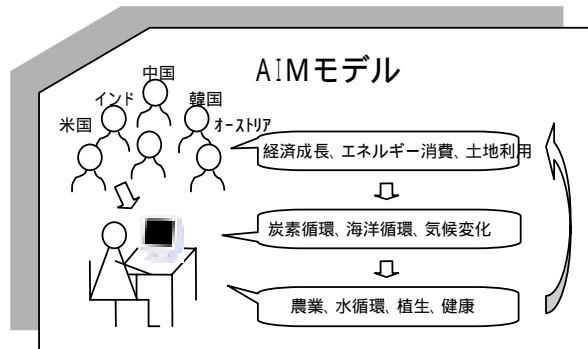 AIMモデル
中国
インド
韓国
米国
オーストリア
経済成長、エネルギー消費、土地利用
炭素循環、海洋循環、気候変化
農業、水循環、植生、健康